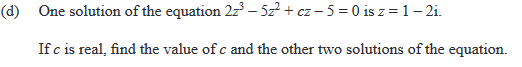 (d) One solution of the equation 2z³ – 5z² + cz – 5 = 0 is z = 1 – 2i.
If c is real, find the value of c and the other two solutions of the equation.